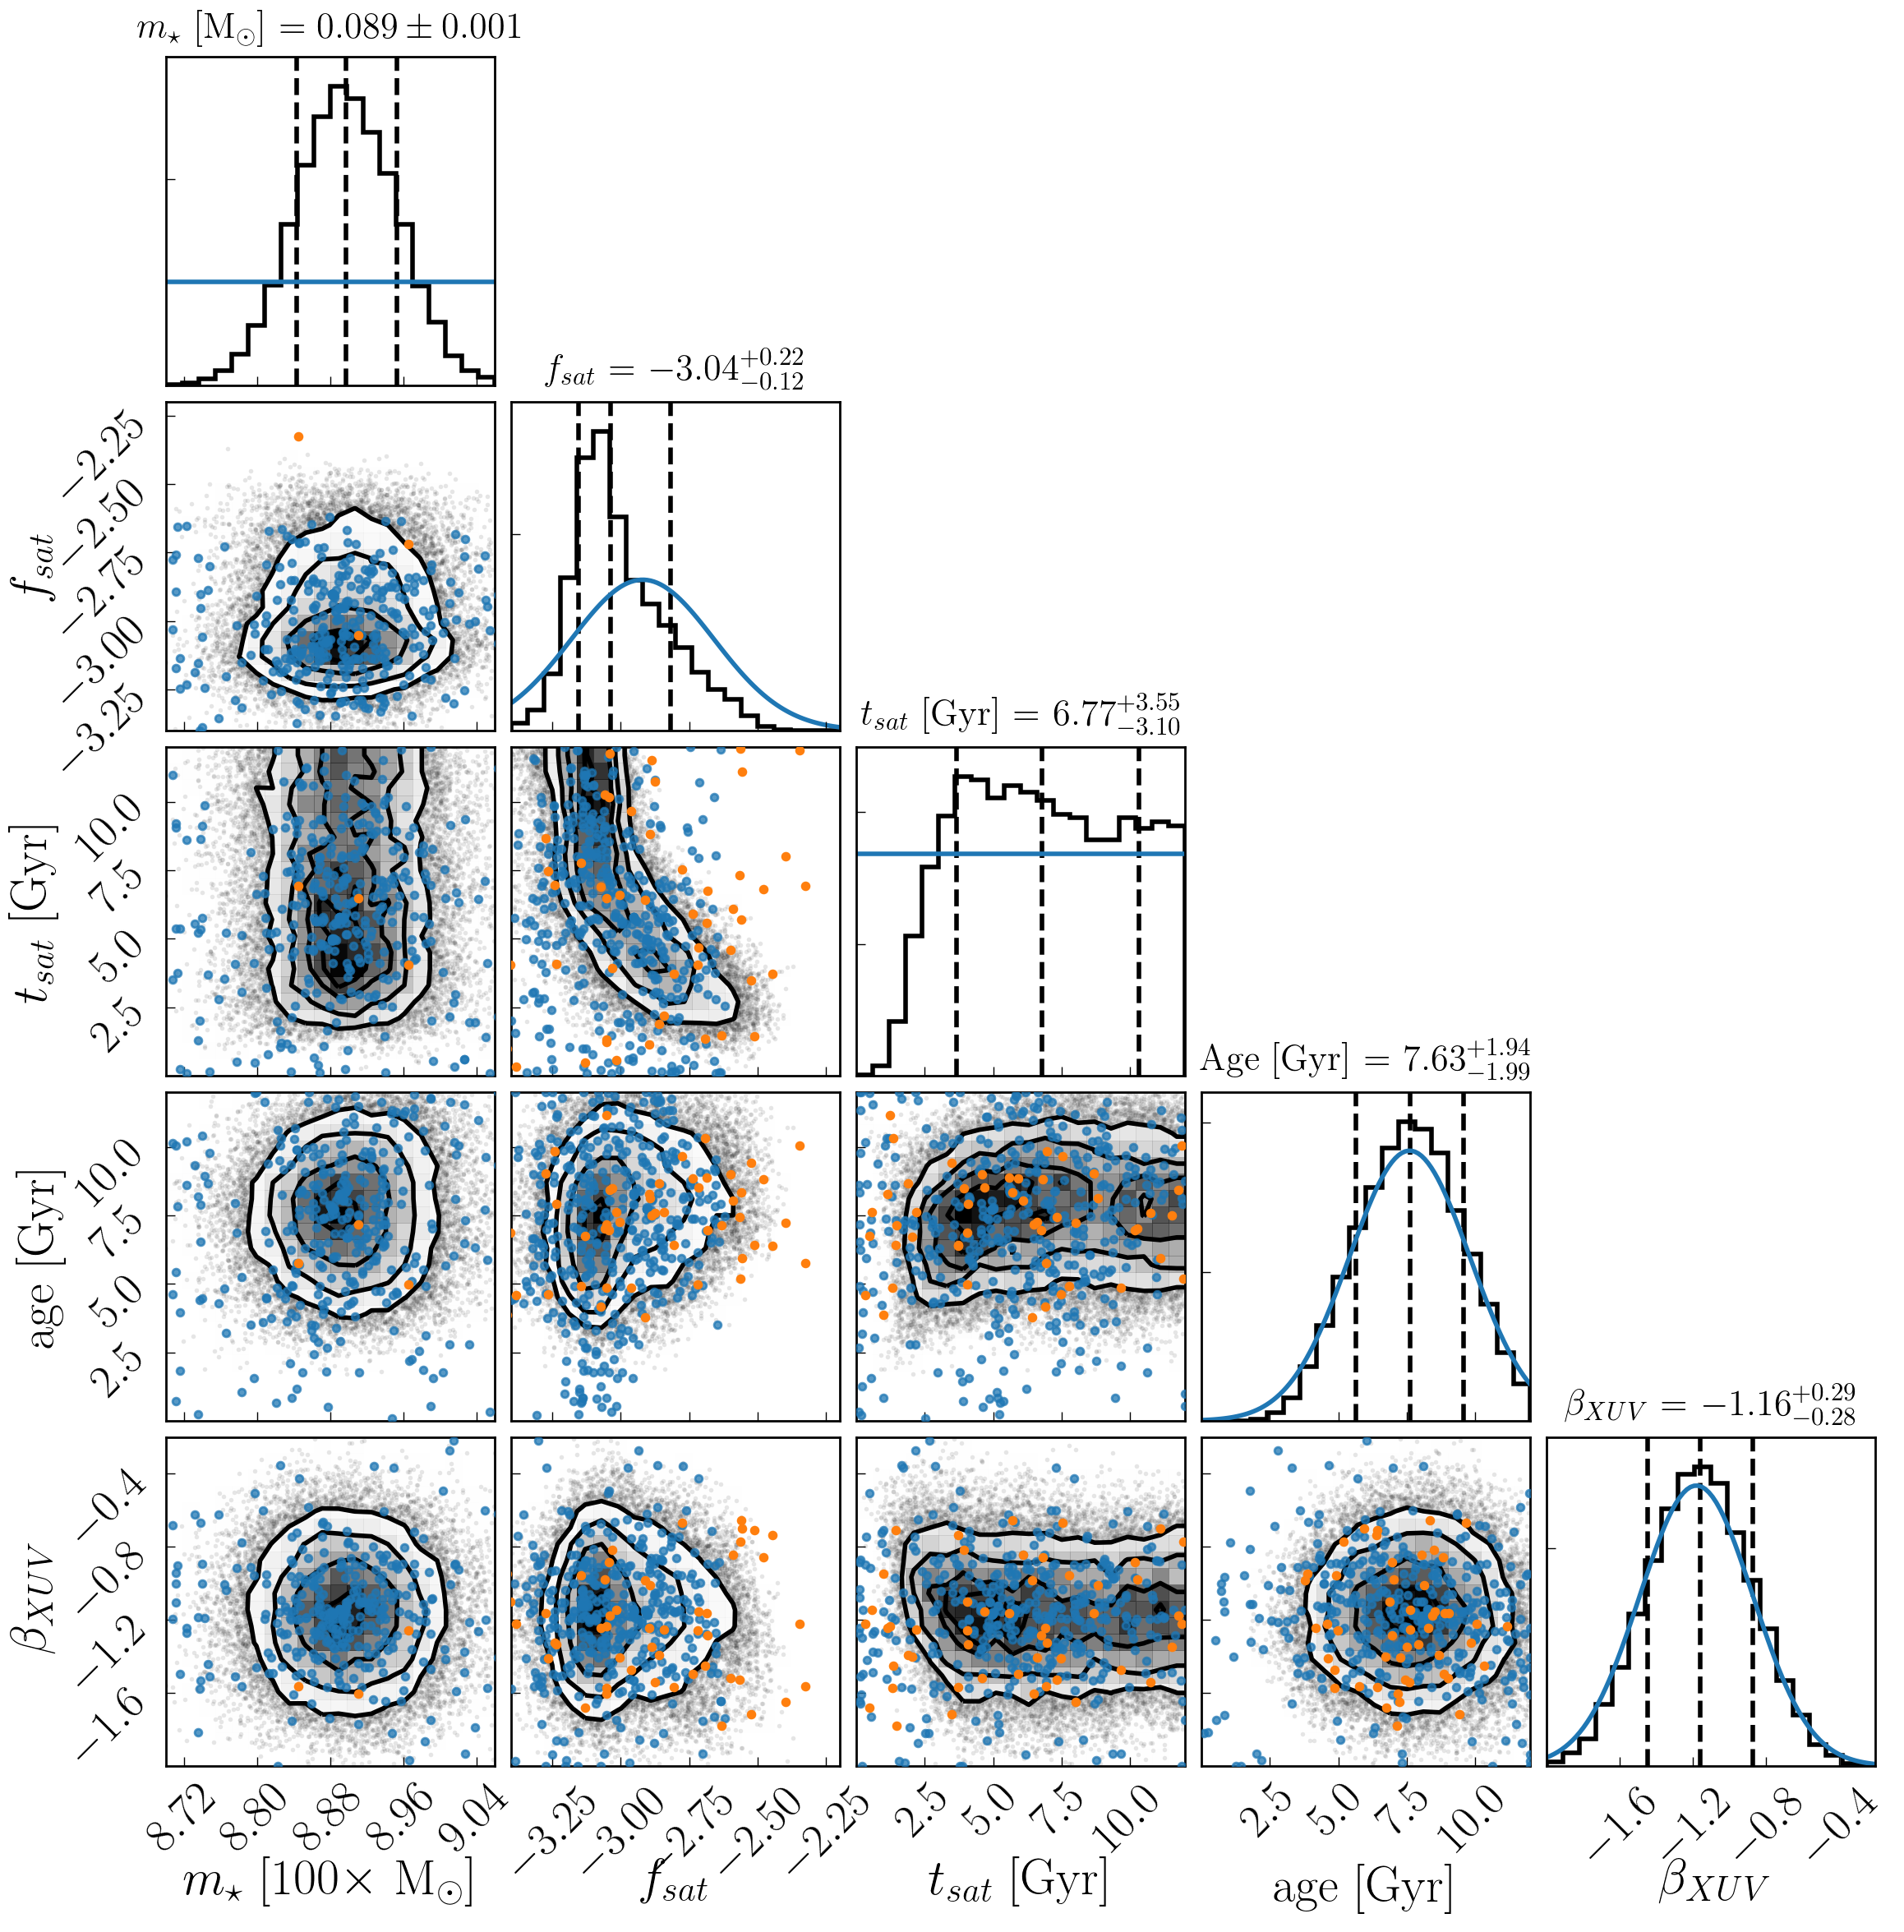 m⋆ [M⊙] = 0.089 ± 0.001
f_sat = −3.04 +0.22 −0.12
−2.25
−2.50
−2.75
−3.00
−3.25
f_sat
t_sat [Gyr] = 6.77 +3.55 −3.10
10.0
7.5
5.0
2.5
t_sat [Gyr]
Age [Gyr] = 7.63 +1.94 −1.99
10.0
7.5
5.0
2.5
age [Gyr]
β_XUV = −1.16 +0.29 −0.28
−0.4
−0.8
−1.2
−1.6
β_XUV
8.72 8.80 8.88 8.96 9.04
−3.25 −3.00 −2.75 −2.50 −2.25
2.5 5.0 7.5 10.0
2.5 5.0 7.5 10.0
−1.6 −1.2 −0.8 −0.4
m⋆ [100× M⊙]
f_sat
t_sat [Gyr]
age [Gyr]
β_XUV